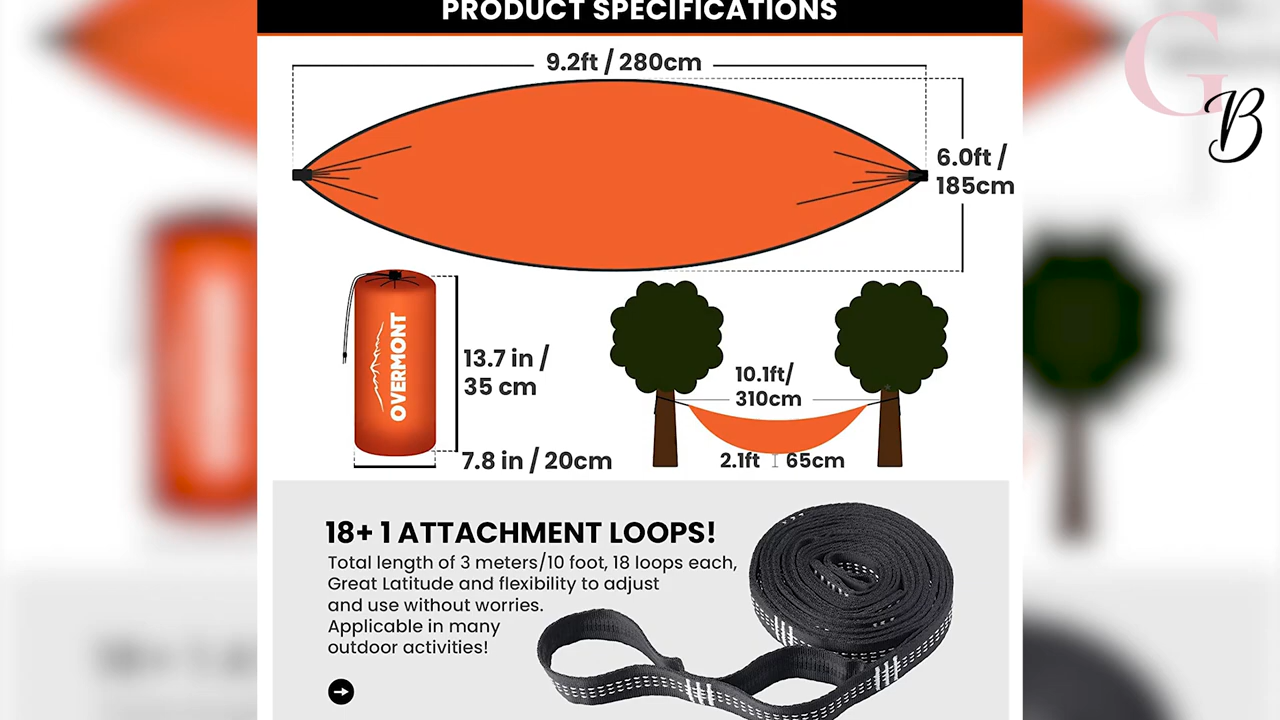 PRODUCT SPECIFICATIONS
GB
9.2ft / 280cm
6.0ft /
185cm
OVERMONT
13.7 in /
35 cm
7.8 in / 20cm
10.1ft/
310cm
2.1ft 65cm
18+ 1 ATTACHMENT LOOPS!
Total length of 3 meters/10 foot, 18 loops each,
Great Latitude and flexibility to adjust
and use without worries.
Applicable in many
outdoor activities!